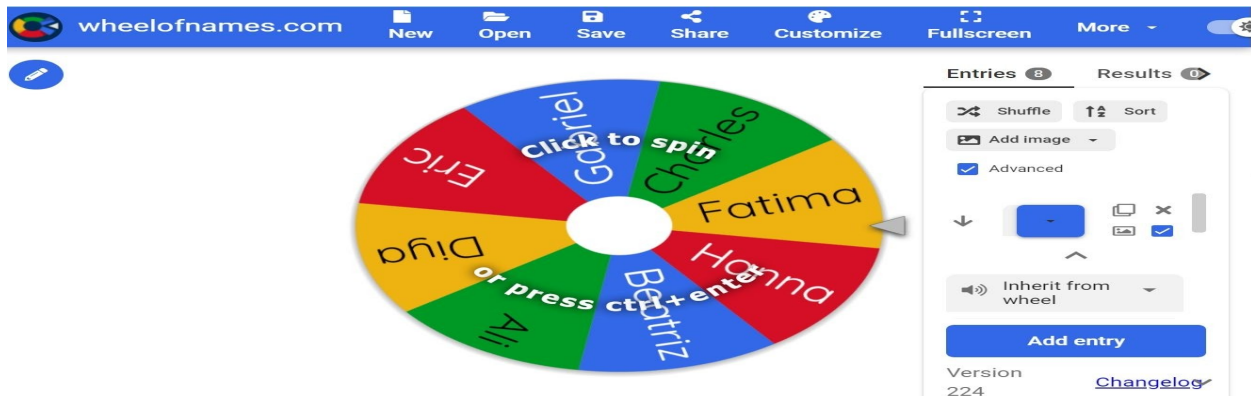 wheelofnames.com
New
Open
Save
Share
Customize
Fullscreen
More
Entries 8
Results 0
Shuffle
Sort
Add image
Advanced
Inherit from
wheel
Add entry
Version
224
Changelog
Gabriel
Charles
Fatima
Hanna
Beatriz
Ali
Diya
Eric
Click to spin
or press ctrl+enter